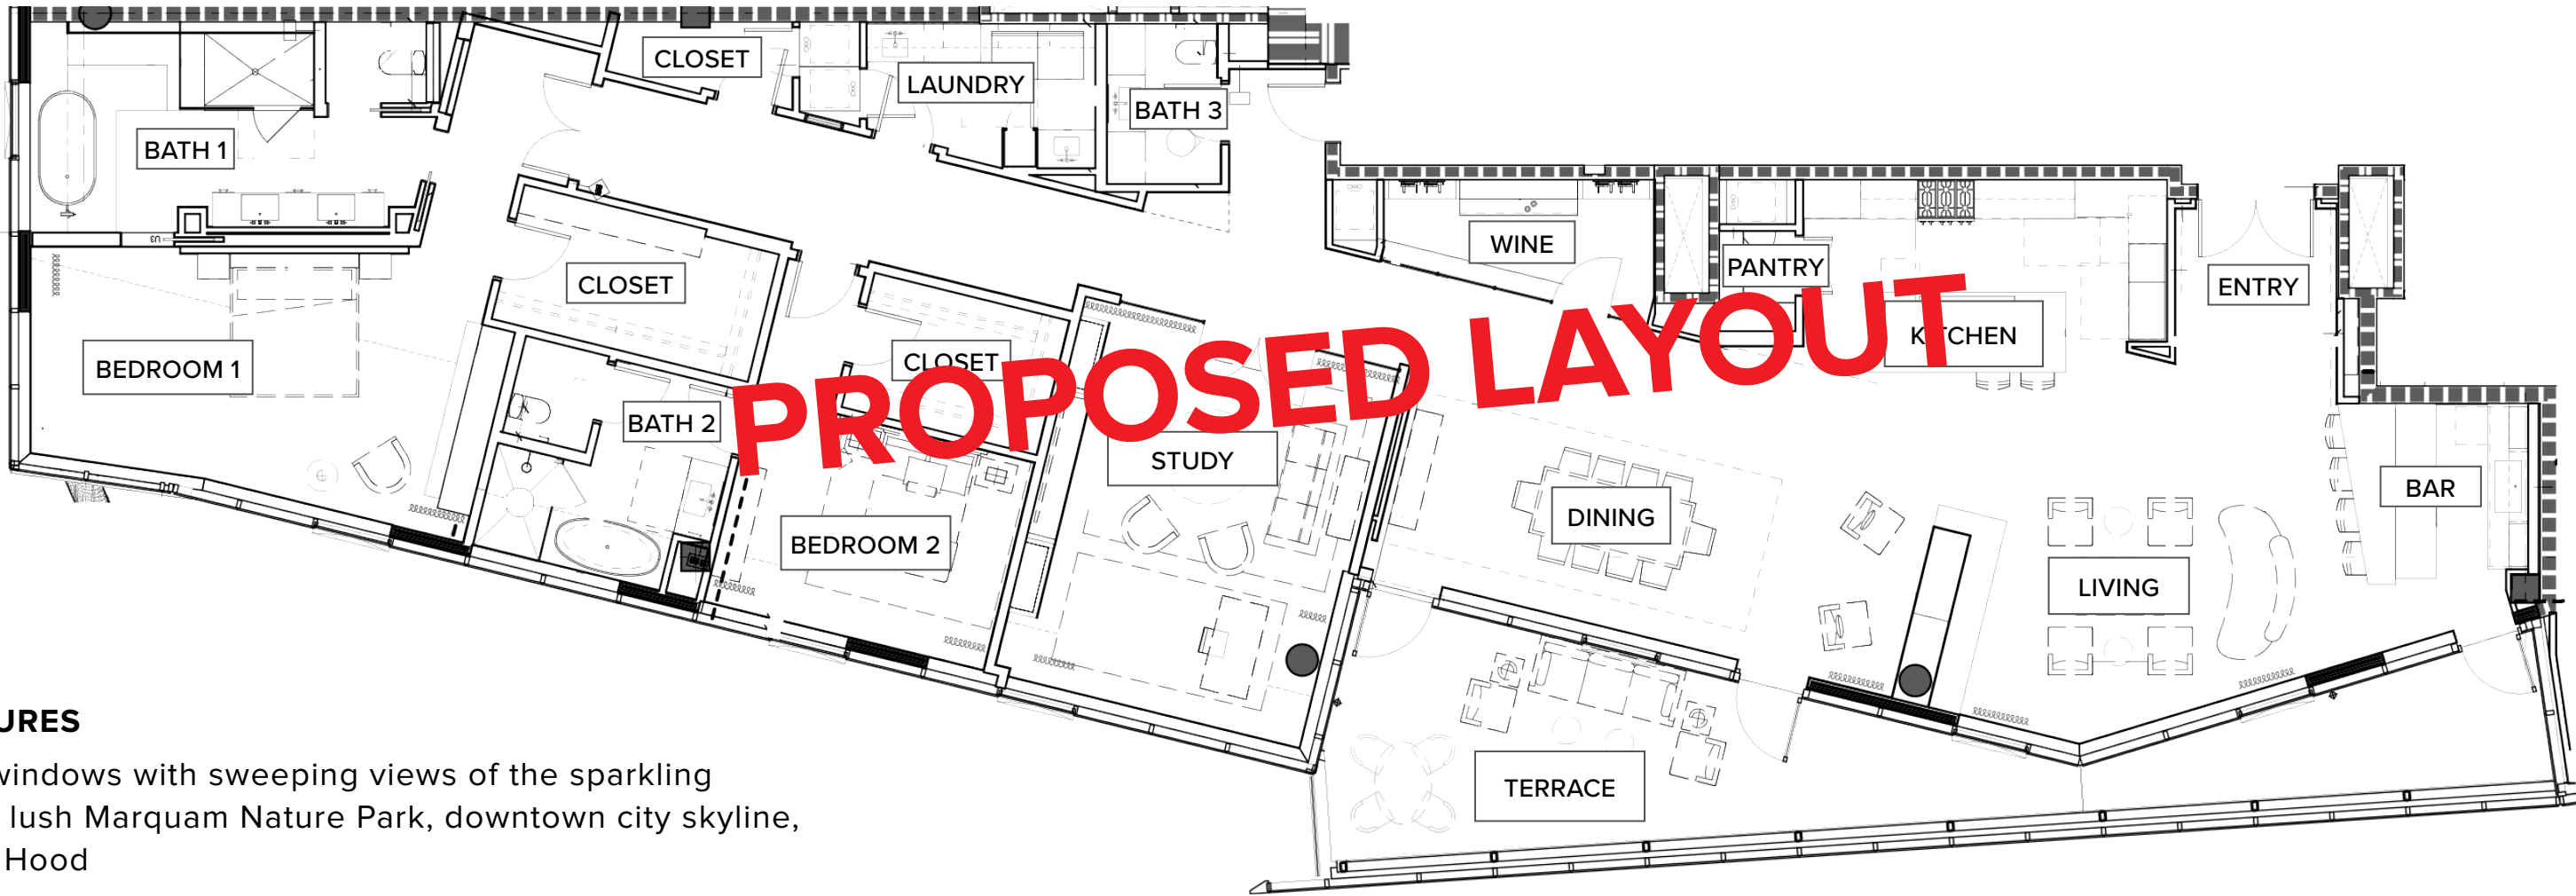 CLOSET
LAUNDRY
BATH 3
BATH 1
WINE
PANTRY
ENTRY
CLOSET
KITCHEN
CLOSET
BEDROOM 1
PROPOSED LAYOUT
BATH 2
STUDY
BAR
DINING
BEDROOM 2
LIVING
TERRACE
URES
windows with sweeping views of the sparkling
lush Marquam Nature Park, downtown city skyline,
Hood